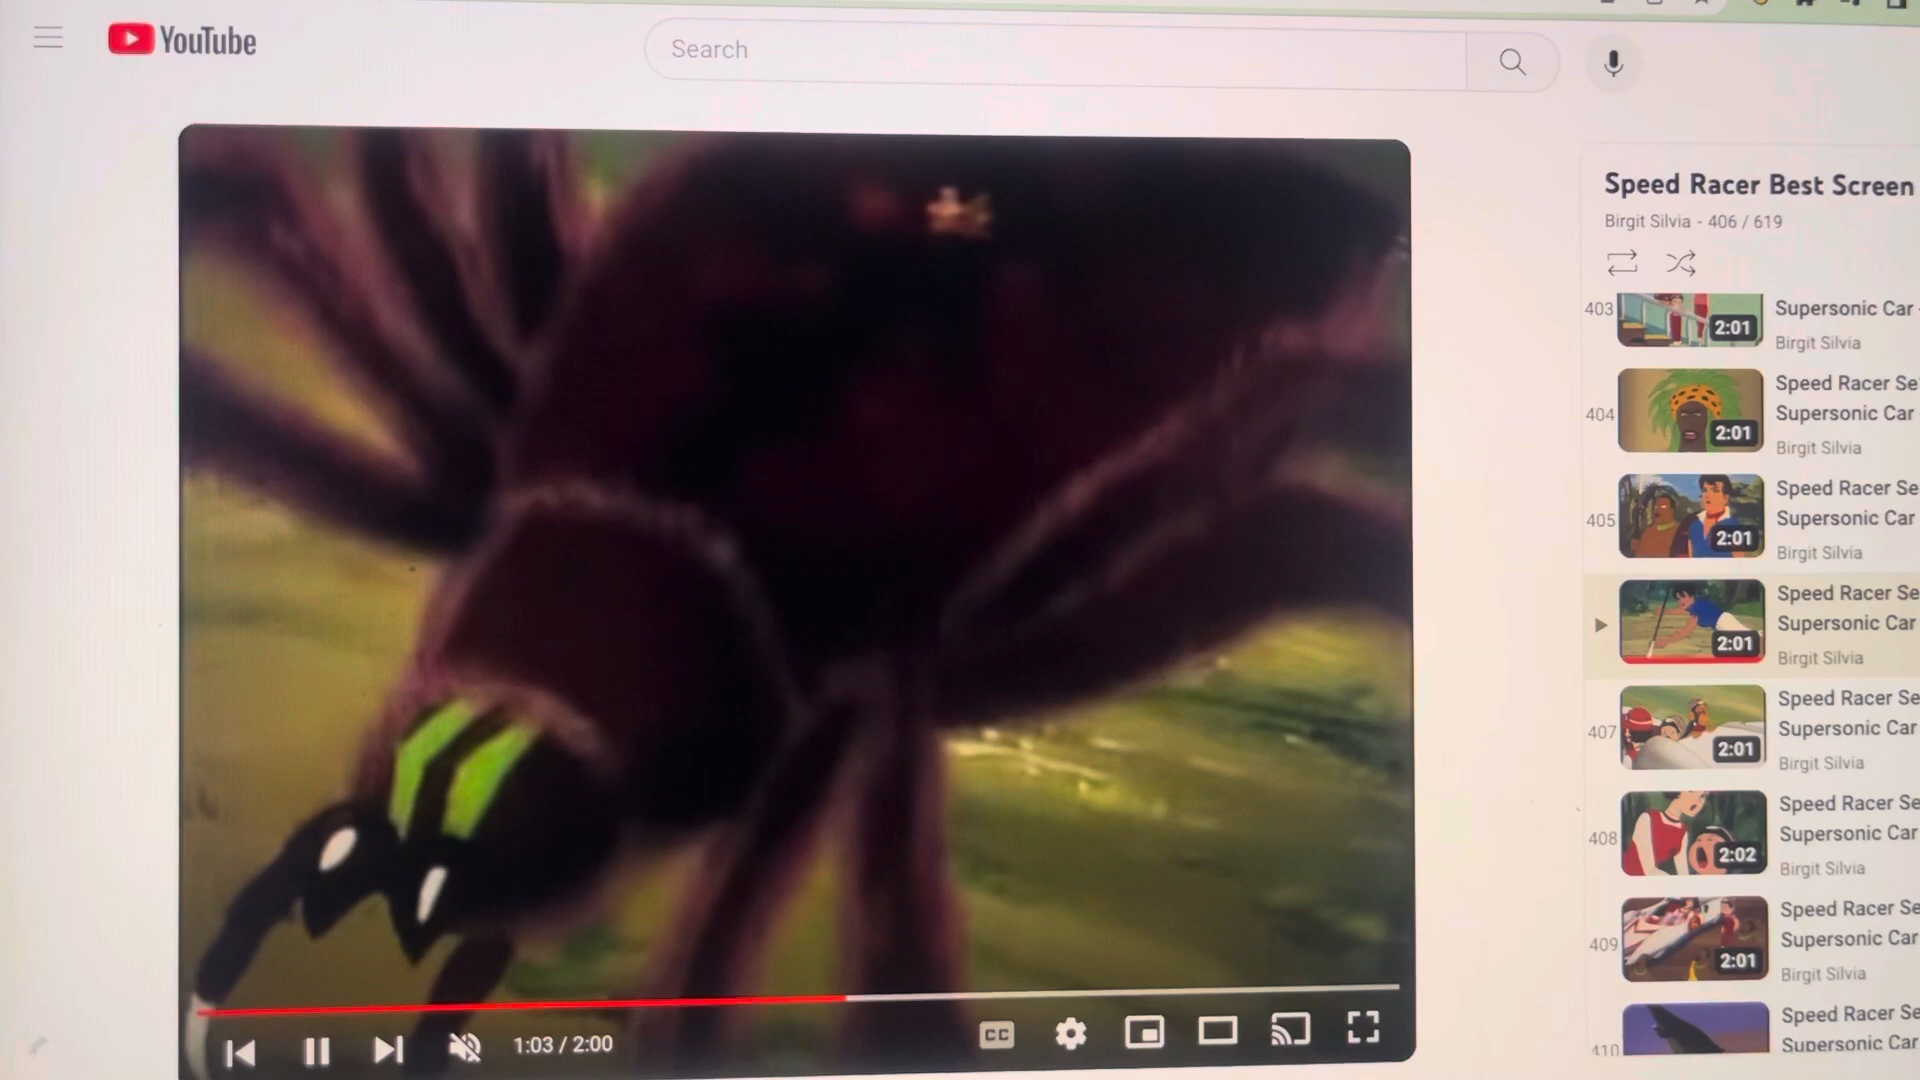 YouTube
Search
Speed Racer Best Screen
Birgit Silvia - 406 / 619
403
2:01
Supersonic Car
Birgit Silvia
404
2:01
Speed Racer Se
Supersonic Car
Birgit Silvia
405
2:01
Speed Racer Se
Supersonic Car
Birgit Silvia
2:01
Speed Racer Se
Supersonic Car
Birgit Silvia
407
2:01
Speed Racer Se
Supersonic Car
Birgit Silvia
408
2:02
Speed Racer Se
Supersonic Car
Birgit Silvia
409
2:01
Speed Racer Se
Supersonic Car
Birgit Silvia
410
Speed Racer Se
Supersonic Car
1:03 / 2:00
CC